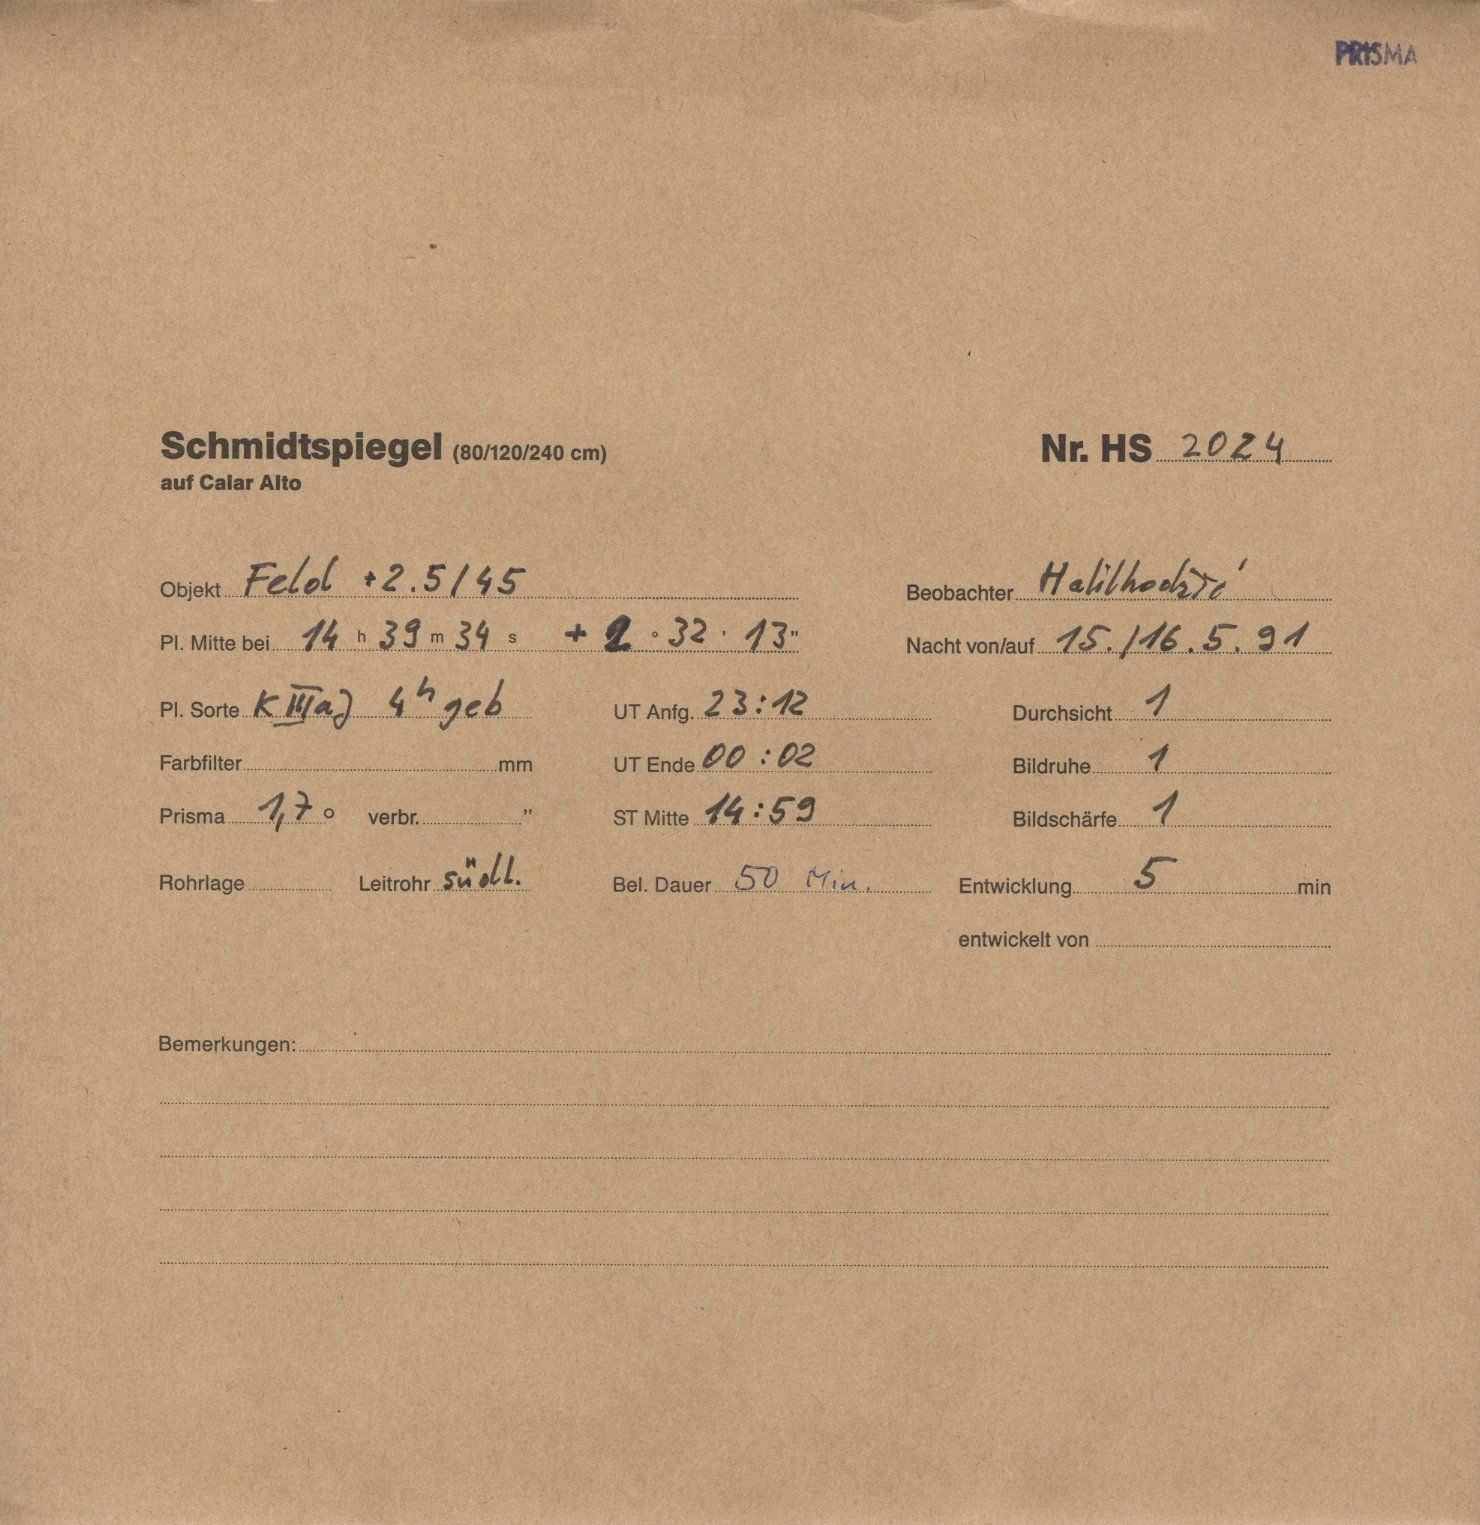 PRISMA
Schmidtspiegel (80/120/240 cm) Nr. HS 2024
auf Calar Alto
Objekt Feld +2.5/45 Beobachter Halilhodžić
Pl. Mitte bei 14 h 39 m 34 s + 2 ° 32 ' 13" Nacht von/auf 15./16.5.91
Pl. Sorte K IIIaJ 4h geb UT Anfg. 23:12 Durchsicht 1
Farbfilter mm UT Ende 00:02 Bildruhe 1
Prisma 1,7° verbr. " ST Mitte 14:59 Bildschärfe 1
Rohrlage Leitrohr südl. Bel. Dauer 50 Min. Entwicklung 5 min
entwickelt von
Bemerkungen: